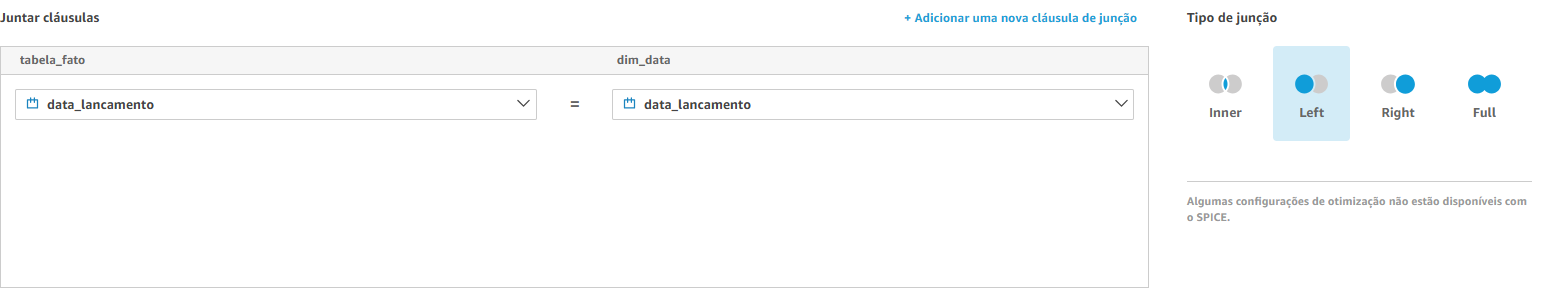 Juntar cláusulas
+ Adicionar uma nova cláusula de junção
Tipo de junção
tabela_fato
dim_data
data_lancamento
=
data_lancamento
Inner
Left
Right
Full
Algumas configurações de otimização não estão disponíveis com
o SPICE.